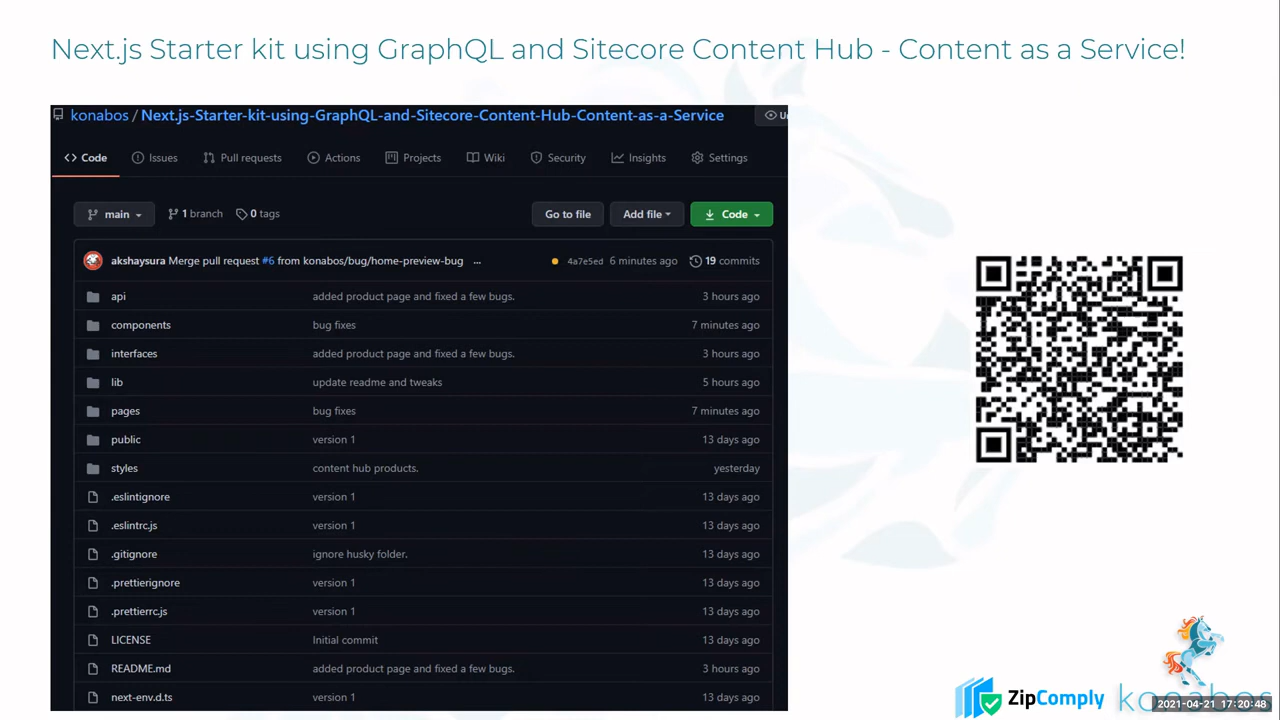 Next.js Starter kit using GraphQL and Sitecore Content Hub - Content as a Service!
konabos / Next.js-Starter-kit-using-GraphQL-and-Sitecore-Content-Hub-Content-as-a-Service
Code Issues Pull requests Actions Projects Wiki Security Insights Settings
main 1 branch 0 tags Go to file Add file Code
akshaysura Merge pull request #6 from konabos/bug/home-preview-bug ... 4a7e5ed 6 minutes ago 19 commits
api added product page and fixed a few bugs. 3 hours ago
components bug fixes 7 minutes ago
interfaces added product page and fixed a few bugs. 3 hours ago
lib update readme and tweaks 5 hours ago
pages bug fixes 7 minutes ago
public version 1 13 days ago
styles content hub products. yesterday
.eslintignore version 1 13 days ago
.eslintrc.js version 1 13 days ago
.gitignore ignore husky folder. 13 days ago
.prettierignore version 1 13 days ago
.prettierrc.js version 1 13 days ago
LICENSE Initial commit 13 days ago
README.md added product page and fixed a few bugs. 3 hours ago
next-env.d.ts version 1 13 days ago
ZipComply konabos
2021-04-21 17:20:48